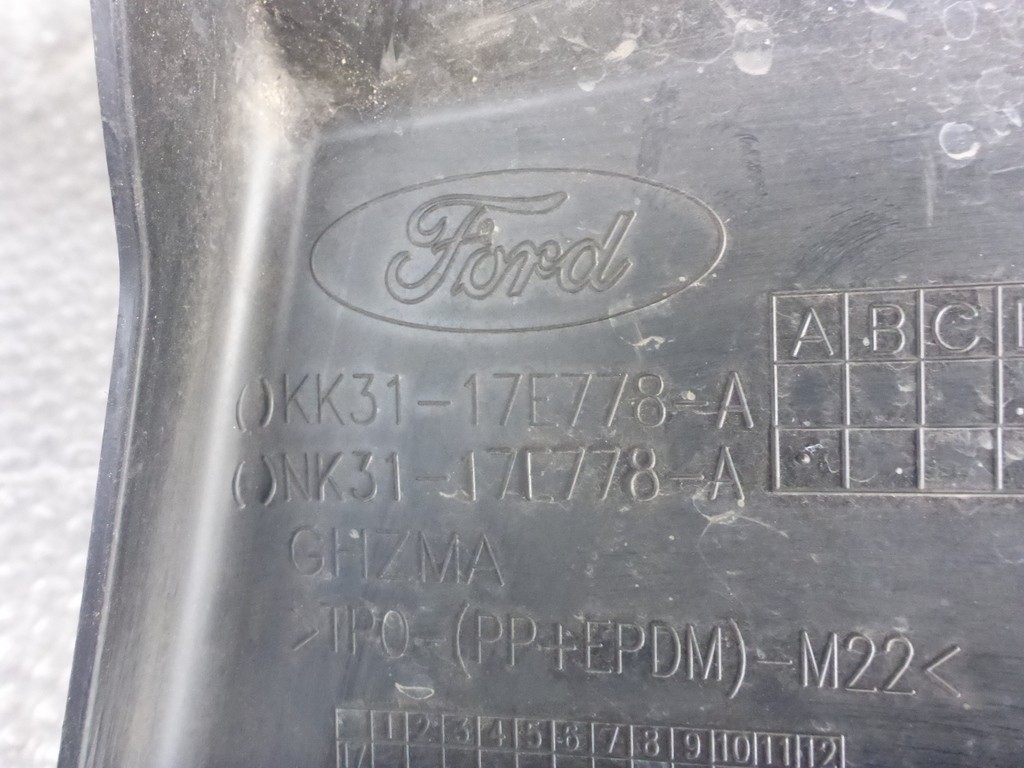 Ford
A B C
()KK31-17E778-A
()NK31-17E778-A
GHZMA
>TPO-(PP+EPDM)-M22<
1 2 3 4 5 6 7 8 9 10 11 12